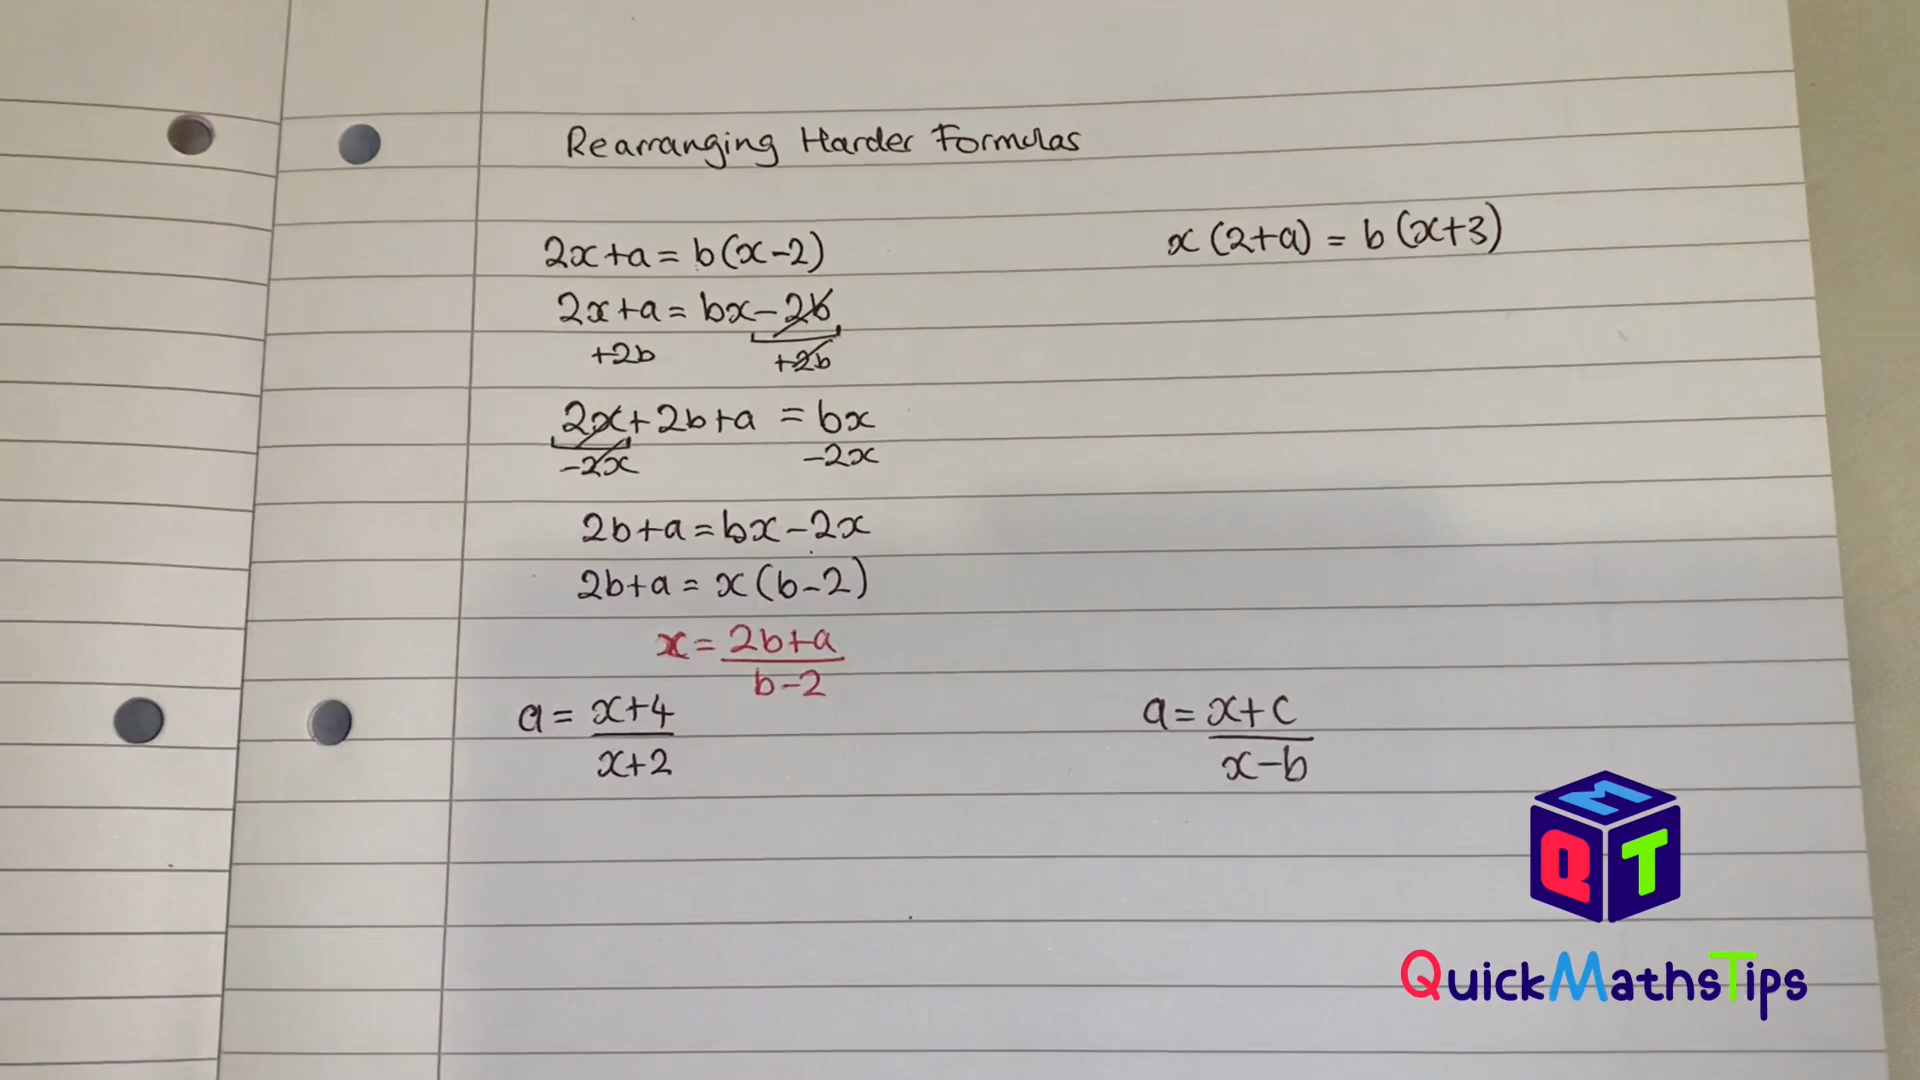 Rearranging Harder Formulas
2x+a = b(x-2)
2x+a = bx-2b
+2b +2b
2x+2b+a = bx
-2x -2x
2b+a = bx-2x
2b+a = x(b-2)
x = 2b+a
b-2
x(2+a) = b(x+3)
a = x+4
x+2
a = x+c
x-b
M
Q T
QuickMathsTips